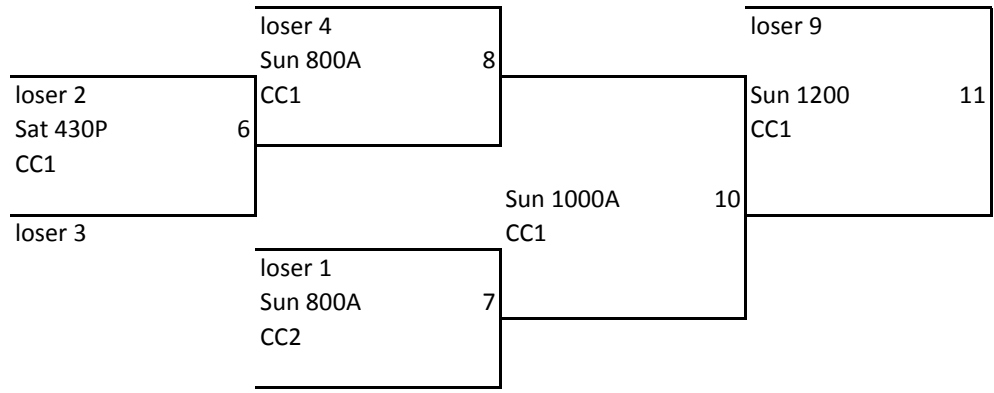 loser 4
Sun 800A 8
CC1
loser 2
Sat 430P 6
CC1
loser 3
loser 1
Sun 800A 7
CC2
Sun 1000A 10
CC1
loser 9
Sun 1200 11
CC1